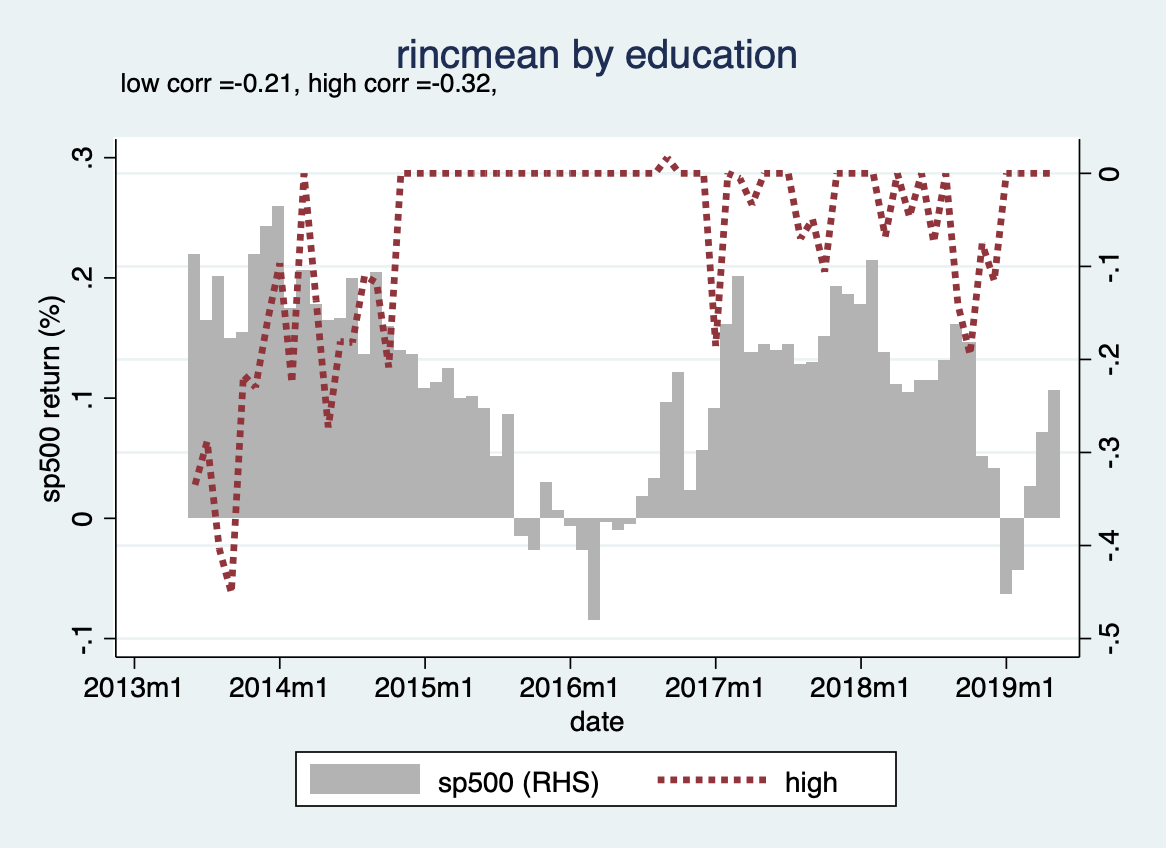 rincmean by education
low corr =-0.21, high corr =-0.32,
sp500 return (%)
.3
.2
.1
0
-.1
0
-.1
-.2
-.3
-.4
-.5
2013m1 2014m1 2015m1 2016m1 2017m1 2018m1 2019m1
date
sp500 (RHS) high